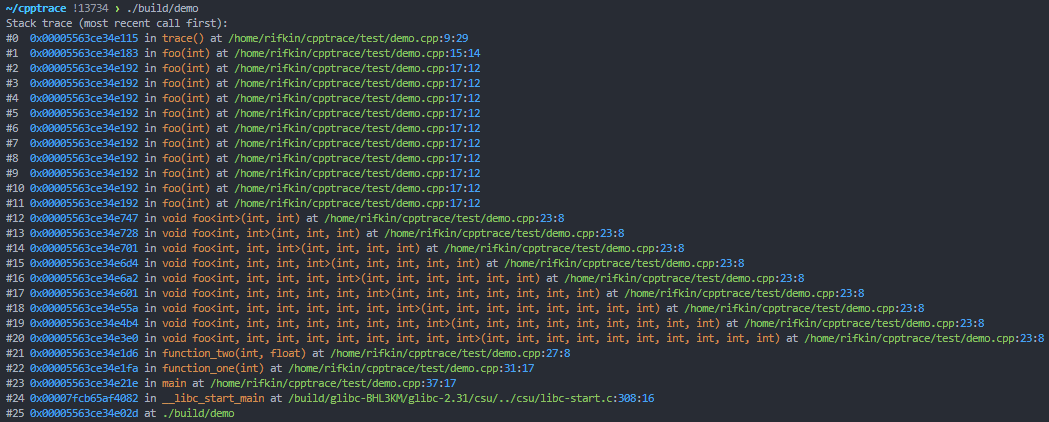 ~/cpptrace !13734 › ./build/demo
Stack trace (most recent call first):
#0 0x00005563ce34e115 in trace() at /home/rifkin/cpptrace/test/demo.cpp:9:29
#1 0x00005563ce34e183 in foo(int) at /home/rifkin/cpptrace/test/demo.cpp:15:14
#2 0x00005563ce34e192 in foo(int) at /home/rifkin/cpptrace/test/demo.cpp:17:12
#3 0x00005563ce34e192 in foo(int) at /home/rifkin/cpptrace/test/demo.cpp:17:12
#4 0x00005563ce34e192 in foo(int) at /home/rifkin/cpptrace/test/demo.cpp:17:12
#5 0x00005563ce34e192 in foo(int) at /home/rifkin/cpptrace/test/demo.cpp:17:12
#6 0x00005563ce34e192 in foo(int) at /home/rifkin/cpptrace/test/demo.cpp:17:12
#7 0x00005563ce34e192 in foo(int) at /home/rifkin/cpptrace/test/demo.cpp:17:12
#8 0x00005563ce34e192 in foo(int) at /home/rifkin/cpptrace/test/demo.cpp:17:12
#9 0x00005563ce34e192 in foo(int) at /home/rifkin/cpptrace/test/demo.cpp:17:12
#10 0x00005563ce34e192 in foo(int) at /home/rifkin/cpptrace/test/demo.cpp:17:12
#11 0x00005563ce34e192 in foo(int) at /home/rifkin/cpptrace/test/demo.cpp:17:12
#12 0x00005563ce34e747 in void foo<int>(int, int) at /home/rifkin/cpptrace/test/demo.cpp:23:8
#13 0x00005563ce34e728 in void foo<int, int>(int, int, int) at /home/rifkin/cpptrace/test/demo.cpp:23:8
#14 0x00005563ce34e701 in void foo<int, int, int>(int, int, int, int) at /home/rifkin/cpptrace/test/demo.cpp:23:8
#15 0x00005563ce34e6d4 in void foo<int, int, int, int>(int, int, int, int, int) at /home/rifkin/cpptrace/test/demo.cpp:23:8
#16 0x00005563ce34e6a2 in void foo<int, int, int, int, int>(int, int, int, int, int, int) at /home/rifkin/cpptrace/test/demo.cpp:23:8
#17 0x00005563ce34e601 in void foo<int, int, int, int, int, int>(int, int, int, int, int, int, int) at /home/rifkin/cpptrace/test/demo.cpp:23:8
#18 0x00005563ce34e55a in void foo<int, int, int, int, int, int, int>(int, int, int, int, int, int, int, int) at /home/rifkin/cpptrace/test/demo.cpp:23:8
#19 0x00005563ce34e4b4 in void foo<int, int, int, int, int, int, int, int>(int, int, int, int, int, int, int, int, int) at /home/rifkin/cpptrace/test/demo.cpp:23:8
#20 0x00005563ce34e3e0 in void foo<int, int, int, int, int, int, int, int, int>(int, int, int, int, int, int, int, int, int, int) at /home/rifkin/cpptrace/test/demo.cpp:23:8
#21 0x00005563ce34e1d6 in function_two(int, float) at /home/rifkin/cpptrace/test/demo.cpp:27:8
#22 0x00005563ce34e1fa in function_one(int) at /home/rifkin/cpptrace/test/demo.cpp:31:17
#23 0x00005563ce34e21e in main at /home/rifkin/cpptrace/test/demo.cpp:37:17
#24 0x00007fcb65af4082 in __libc_start_main at /build/glibc-BHL3KM/glibc-2.31/csu/../csu/libc-start.c:308:16
#25 0x00005563ce34e02d at ./build/demo